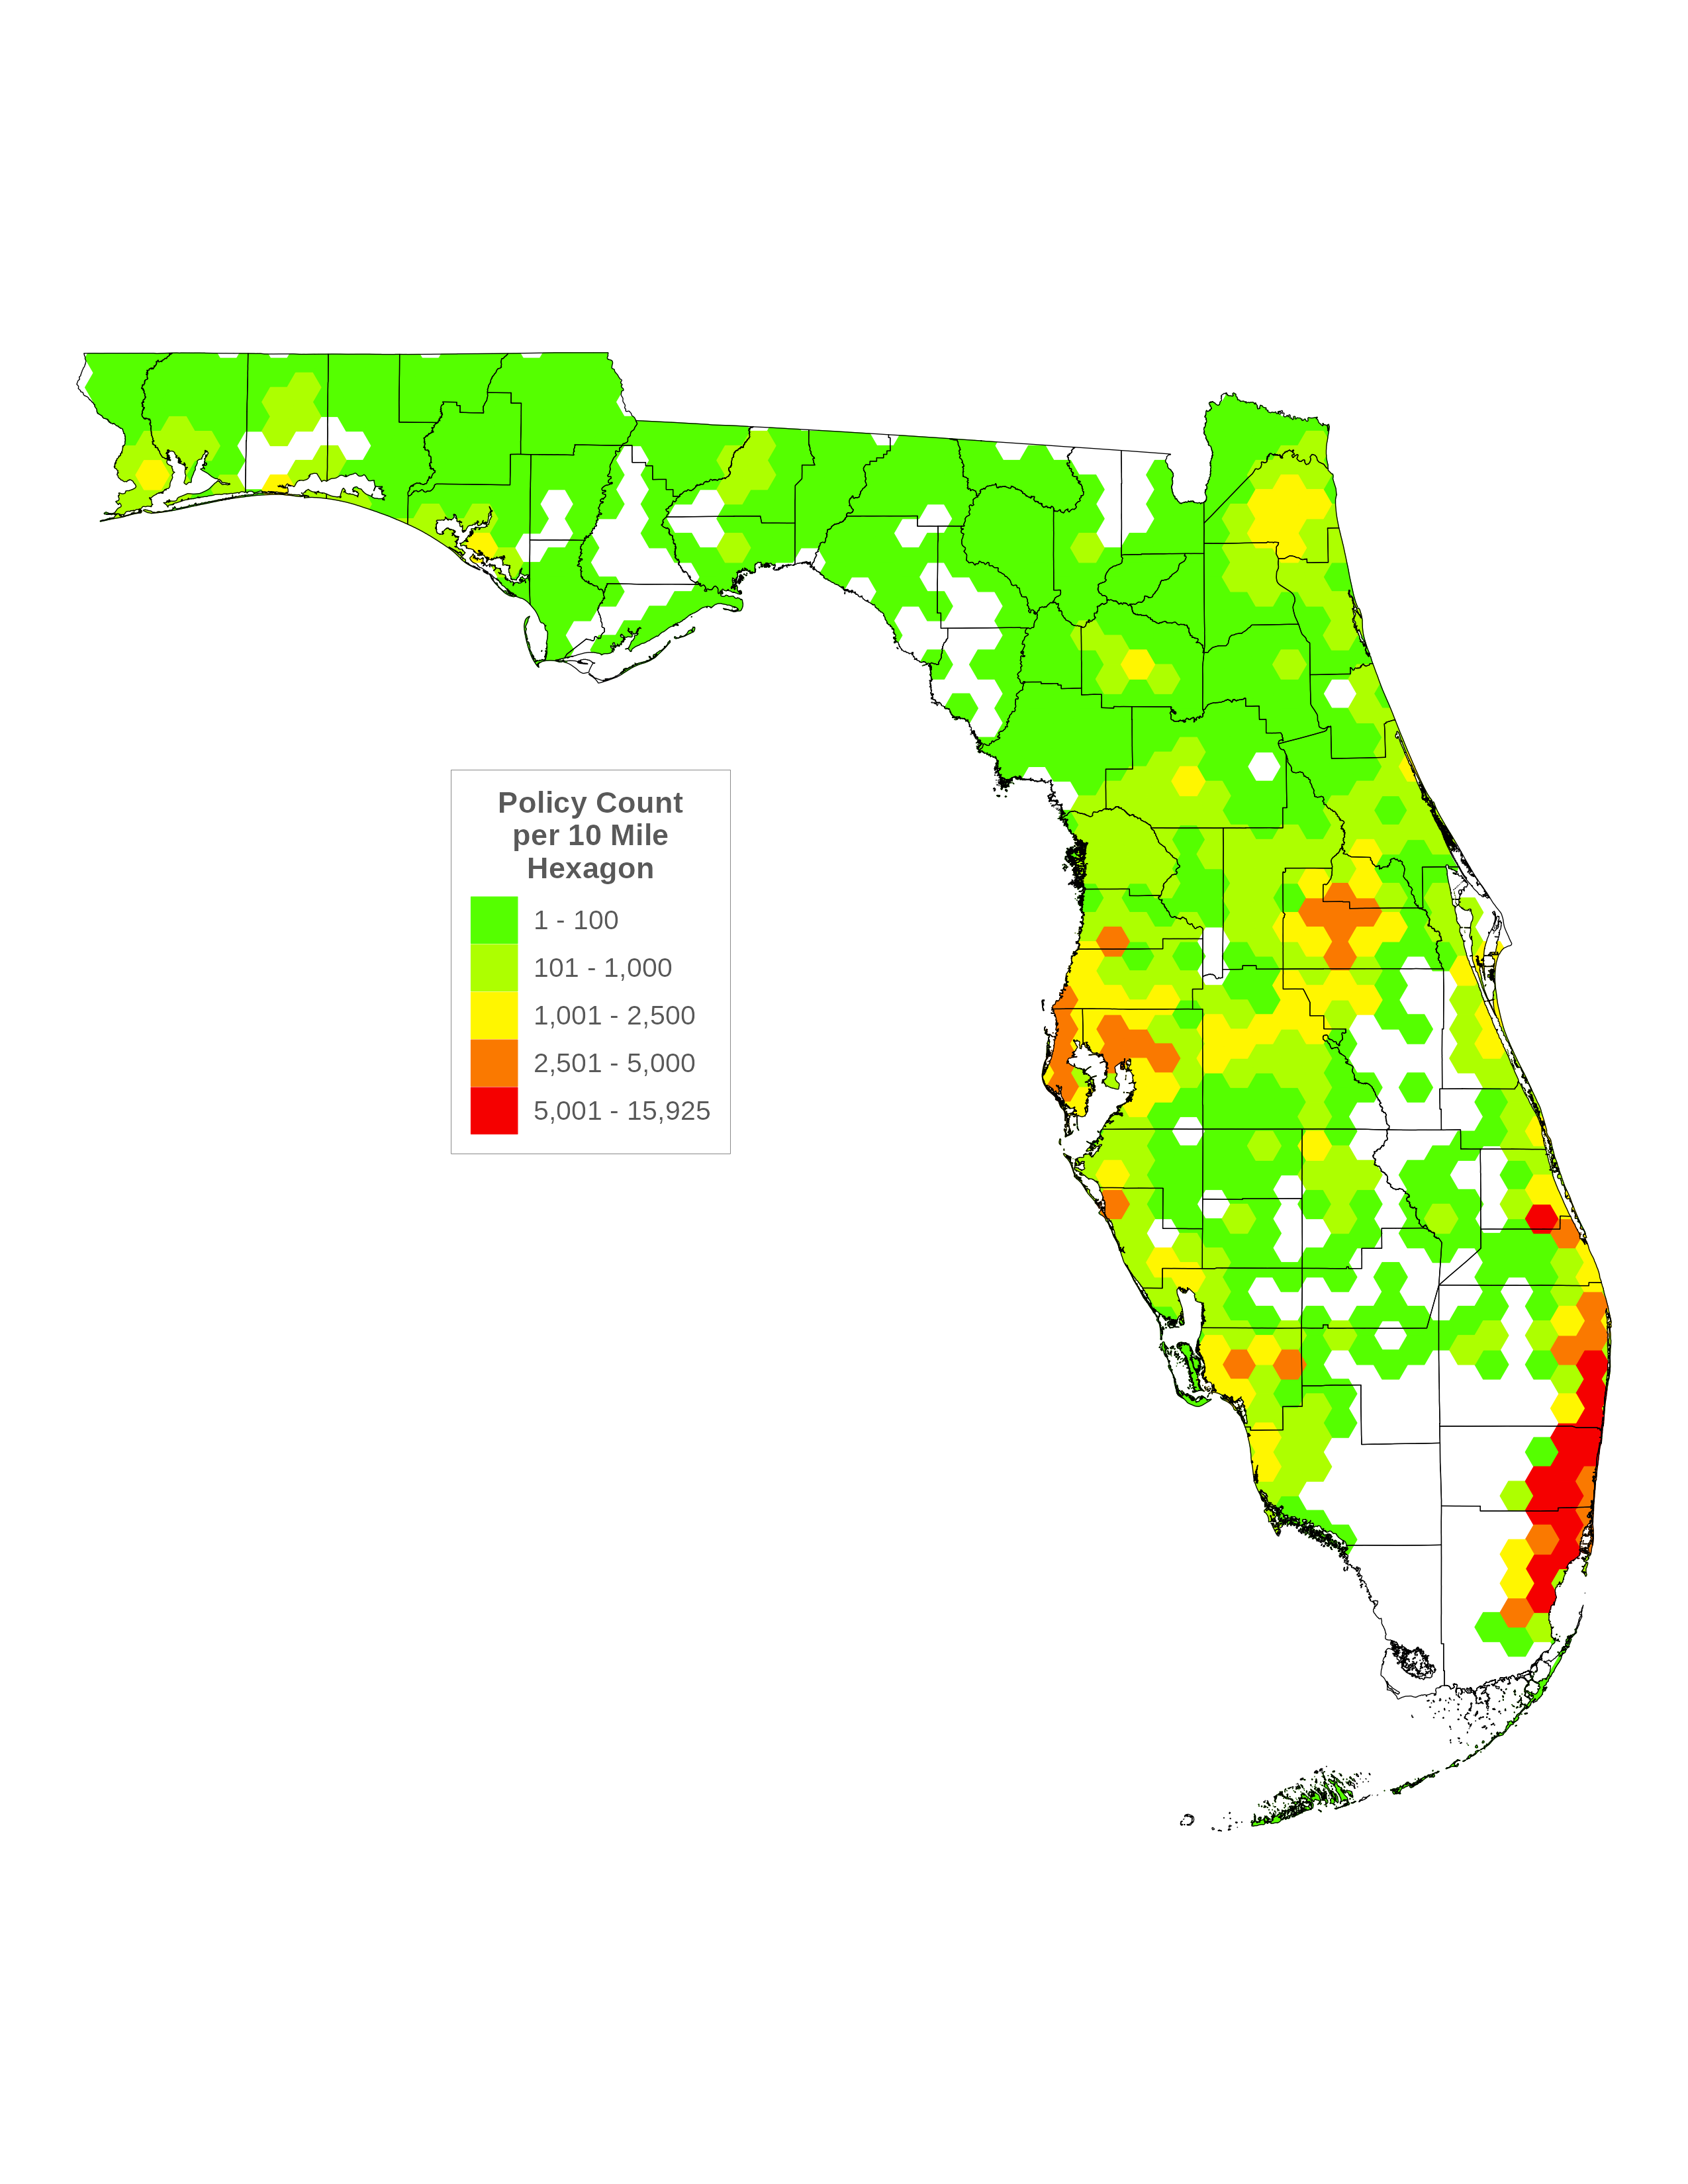 Policy Count
per 10 Mile
Hexagon
1 - 100
101 - 1,000
1,001 - 2,500
2,501 - 5,000
5,001 - 15,925